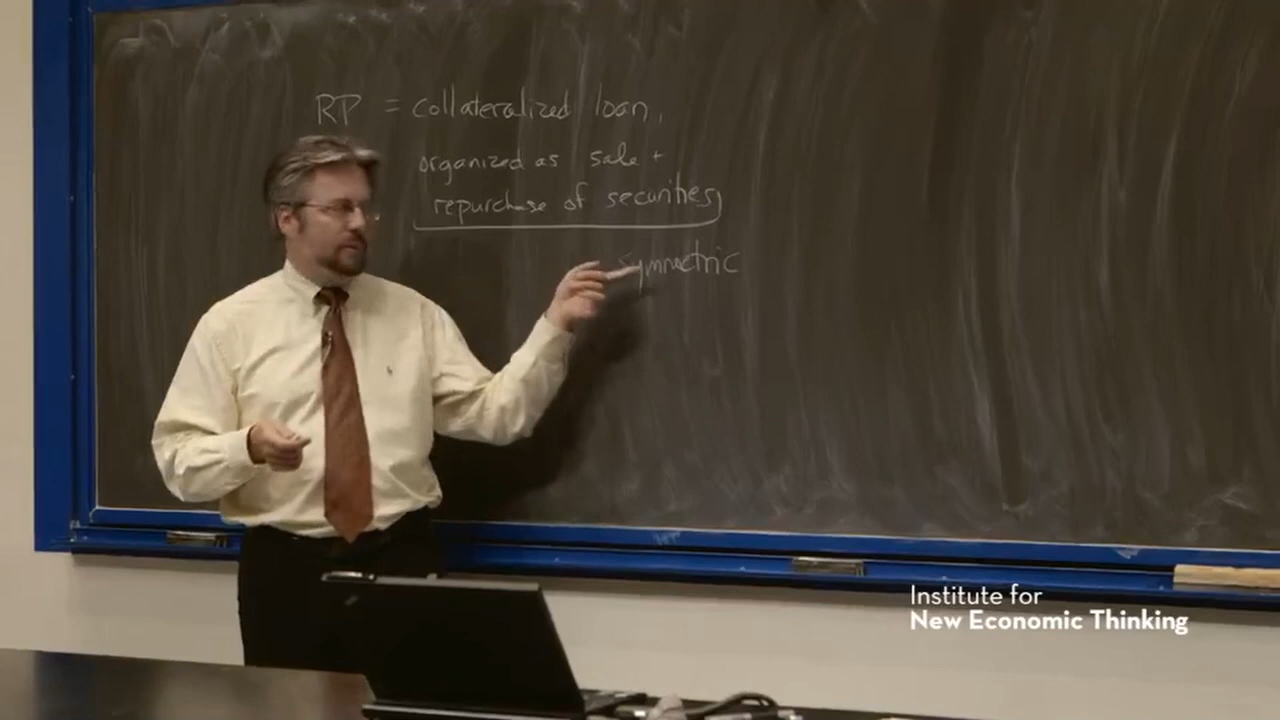 RP = collateralized loan,
organized as sale +
repurchase of securities
symmetric
Institute for
New Economic Thinking